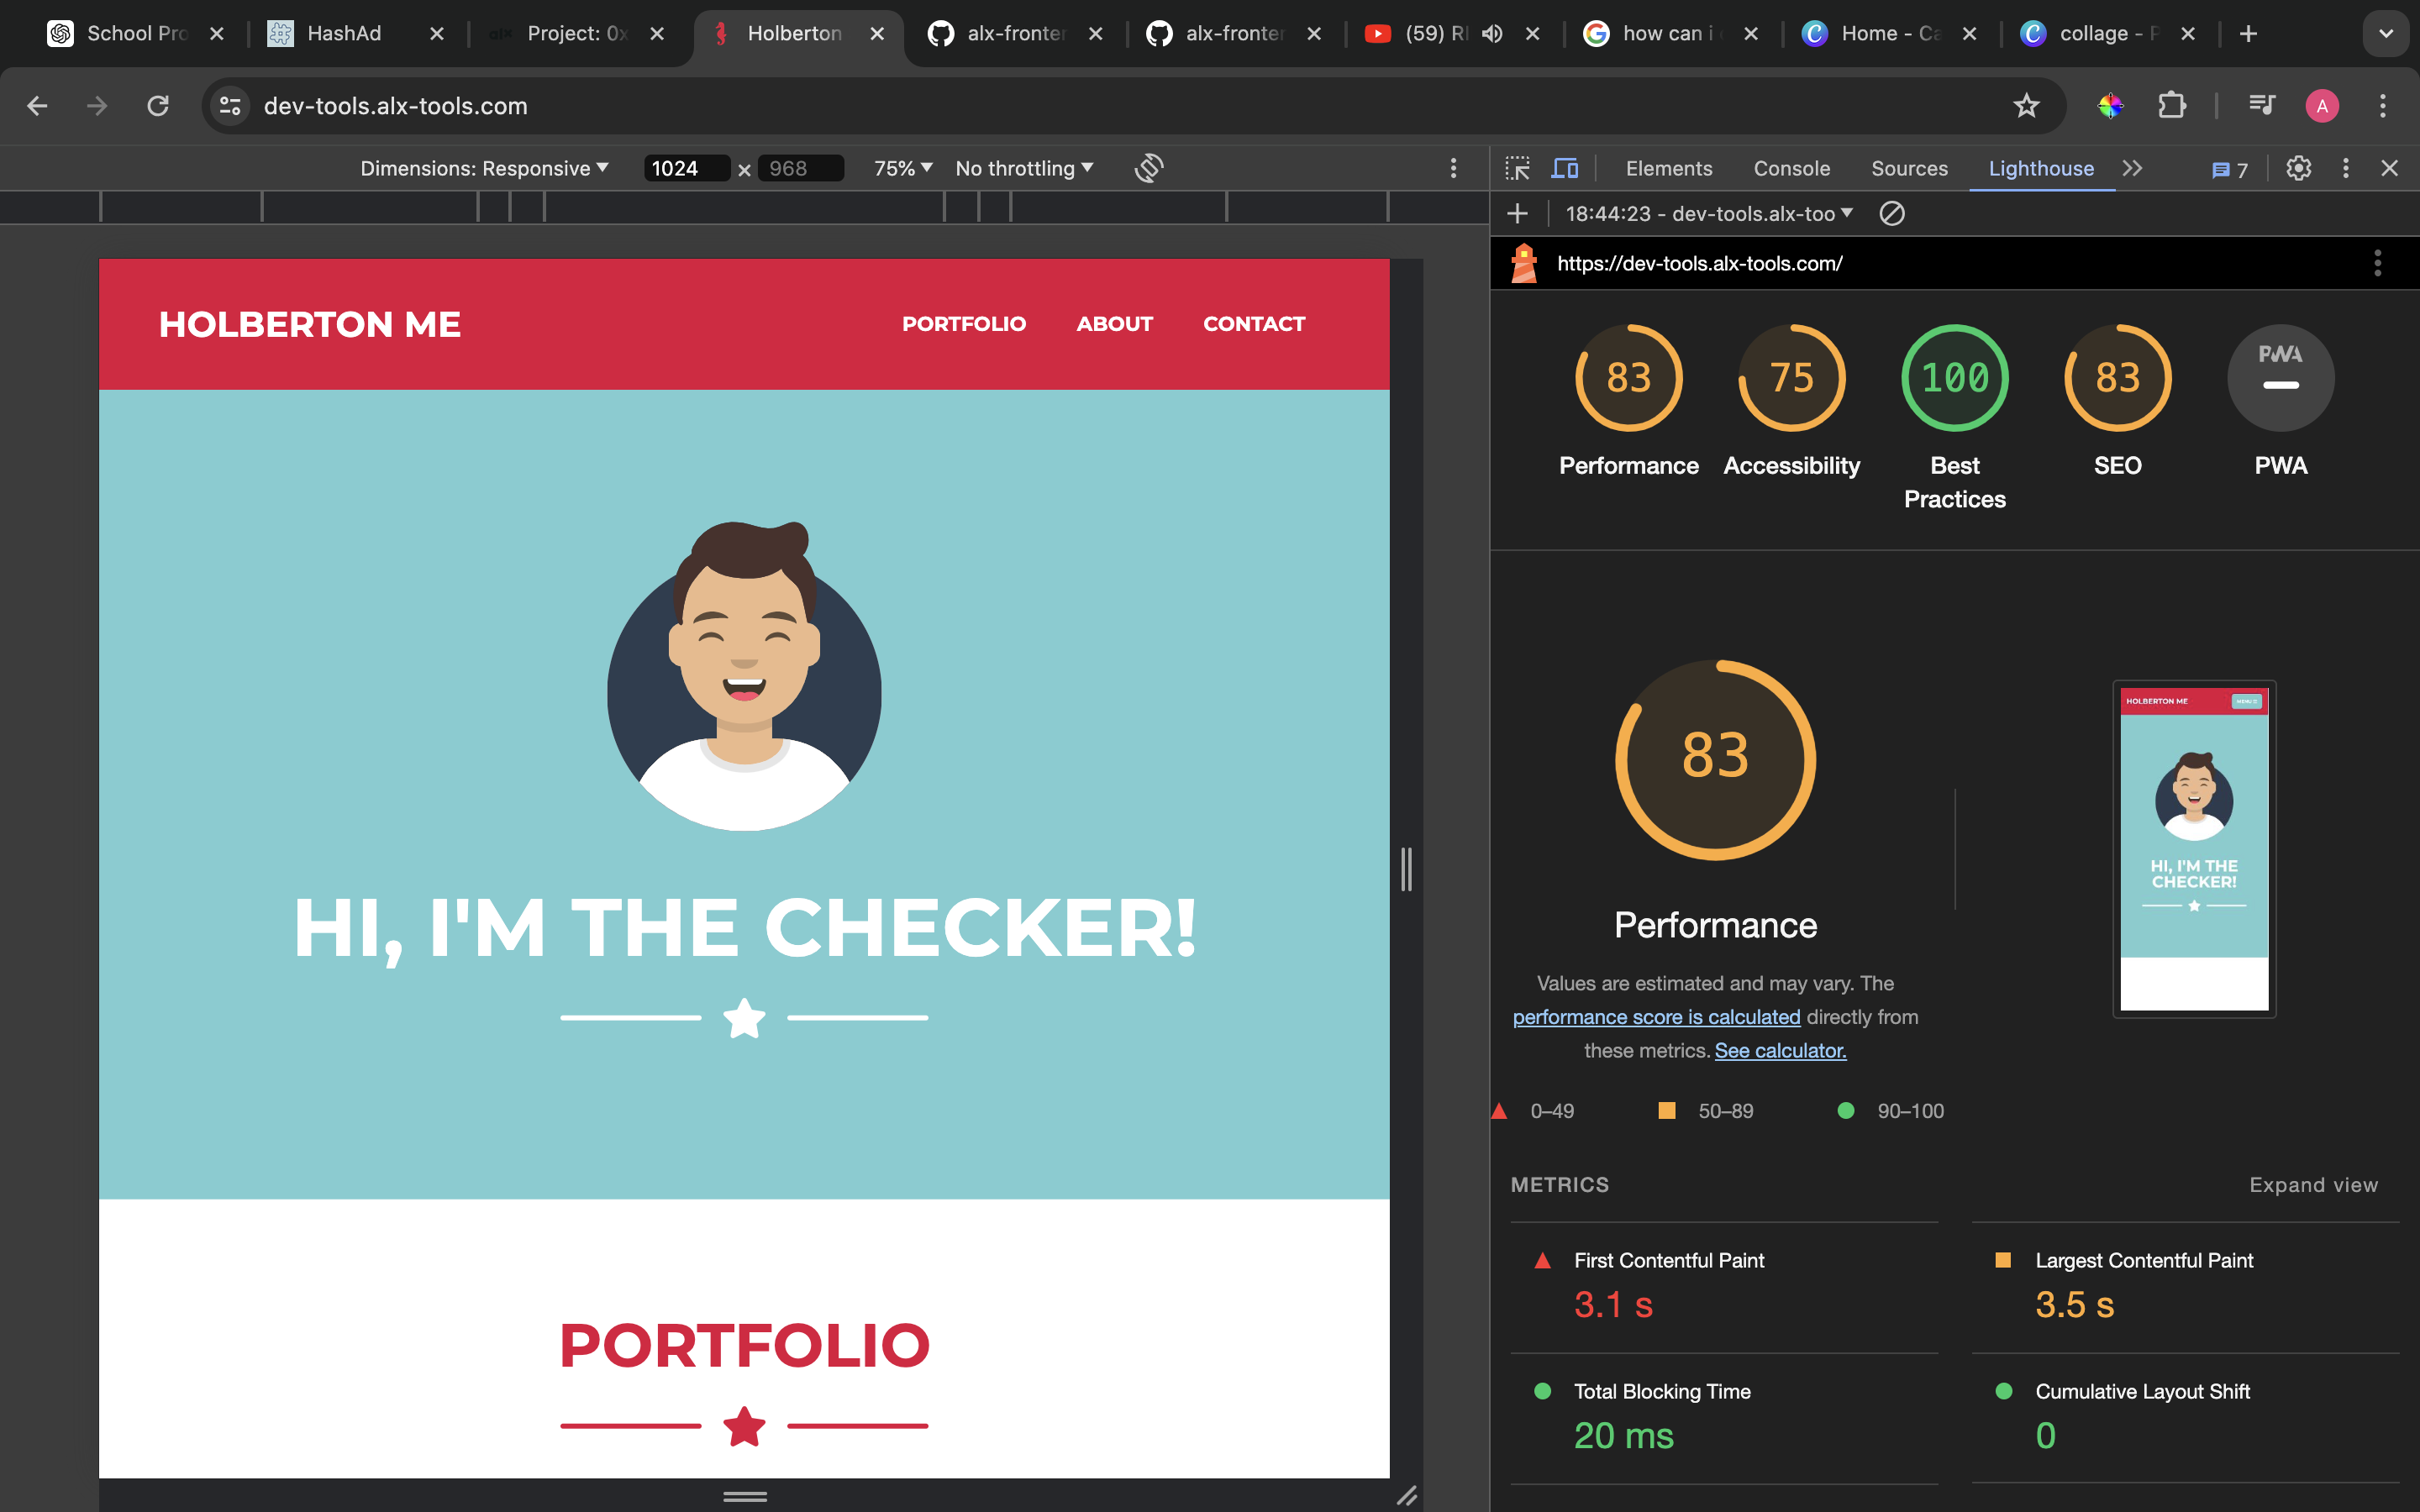 School Pro
HashAd
Project: 0x
Holberton
alx-fronter
alx-fronter
(59) RI
how can i
Home - Ca
collage - P
dev-tools.alx-tools.com
A
Dimensions: Responsive
1024 × 968
75%
No throttling
Elements
Console
Sources
Lighthouse
7
18:44:23 - dev-tools.alx-too
https://dev-tools.alx-tools.com/
HOLBERTON ME
PORTFOLIO
ABOUT
CONTACT
HI, I'M THE CHECKER!
PORTFOLIO
83
75
100
83
PWA
Performance
Accessibility
Best
Practices
SEO
PWA
83
HOLBERTON ME
MENU
HI, I'M THE
CHECKER!
Performance
Values are estimated and may vary. The
performance score is calculated directly from
these metrics. See calculator.
0–49
50–89
90–100
METRICS
Expand view
First Contentful Paint
3.1 s
Largest Contentful Paint
3.5 s
Total Blocking Time
20 ms
Cumulative Layout Shift
0